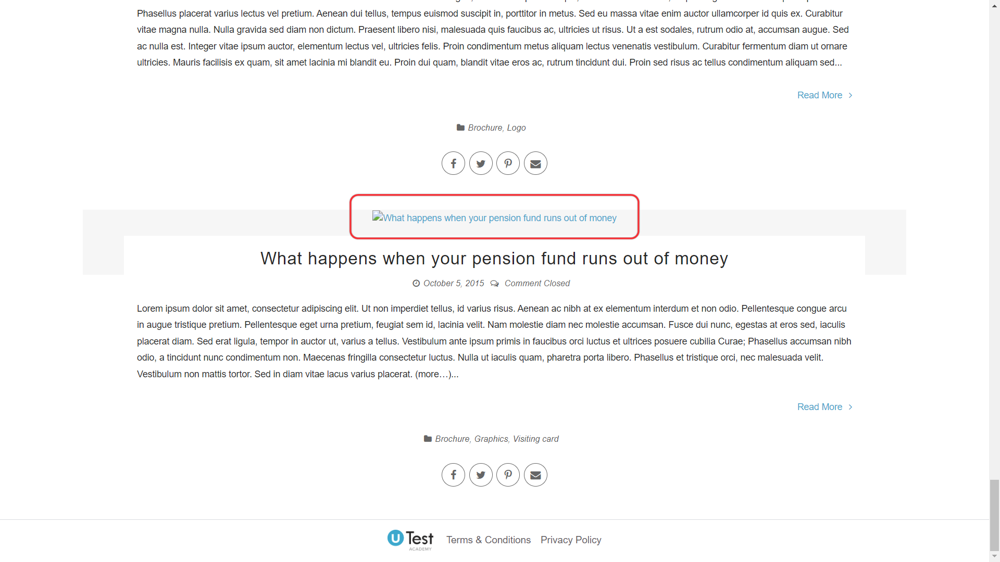 Phasellus placerat varius lectus vel pretium. Aenean dui tellus, tempus euismod suscipit in, porttitor in metus. Sed eu massa vitae enim auctor ullamcorper id quis ex. Curabitur
vitae magna nulla. Nulla gravida sed diam non dictum. Praesent libero nisi, malesuada quis faucibus ac, ultricies ut risus. Ut a est sodales, rutrum odio at, accumsan augue. Sed
ac nulla est. Integer vitae ipsum auctor, elementum lectus vel, ultricies felis. Proin condimentum metus aliquam lectus venenatis vestibulum. Curabitur fermentum diam ut ornare
ultricies. Mauris facilisis ex quam, sit amet lacinia mi blandit eu. Proin dui quam, blandit vitae eros ac, rutrum tincidunt dui. Proin sed risus ac tellus condimentum aliquam sed...
Read More
Brochure, Logo
What happens when your pension fund runs out of money
What happens when your pension fund runs out of money
October 5, 2015 Comment Closed
Lorem ipsum dolor sit amet, consectetur adipiscing elit. Ut non imperdiet tellus, id varius risus. Aenean ac nibh at ex elementum interdum et non odio. Pellentesque congue arcu
in augue tristique pretium. Pellentesque eget urna pretium, feugiat sem id, lacinia velit. Nam molestie diam nec molestie accumsan. Fusce dui nunc, egestas at eros sed, iaculis
placerat diam. Sed erat ligula, tempor in auctor ut, varius a tellus. Vestibulum ante ipsum primis in faucibus orci luctus et ultrices posuere cubilia Curae; Phasellus accumsan nibh
odio, a tincidunt nunc condimentum non. Maecenas fringilla consectetur luctus. Nulla ut iaculis quam, pharetra porta libero. Phasellus et tristique orci, nec malesuada velit.
Vestibulum non mattis tortor. Sed in diam vitae lacus varius placerat. (more…)...
Read More
Brochure, Graphics, Visiting card
U Test ACADEMY Terms & Conditions Privacy Policy